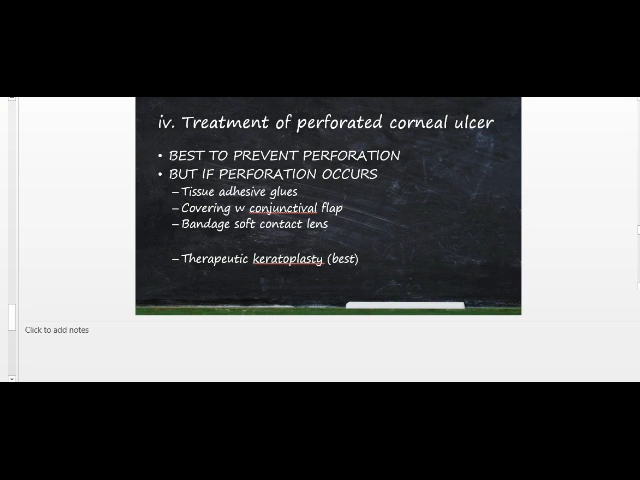 iv. Treatment of perforated corneal ulcer
• BEST TO PREVENT PERFORATION
• BUT IF PERFORATION OCCURS
– Tissue adhesive glues
– Covering w conjunctival flap
– Bandage soft contact lens
– Therapeutic keratoplasty (best)
Click to add notes